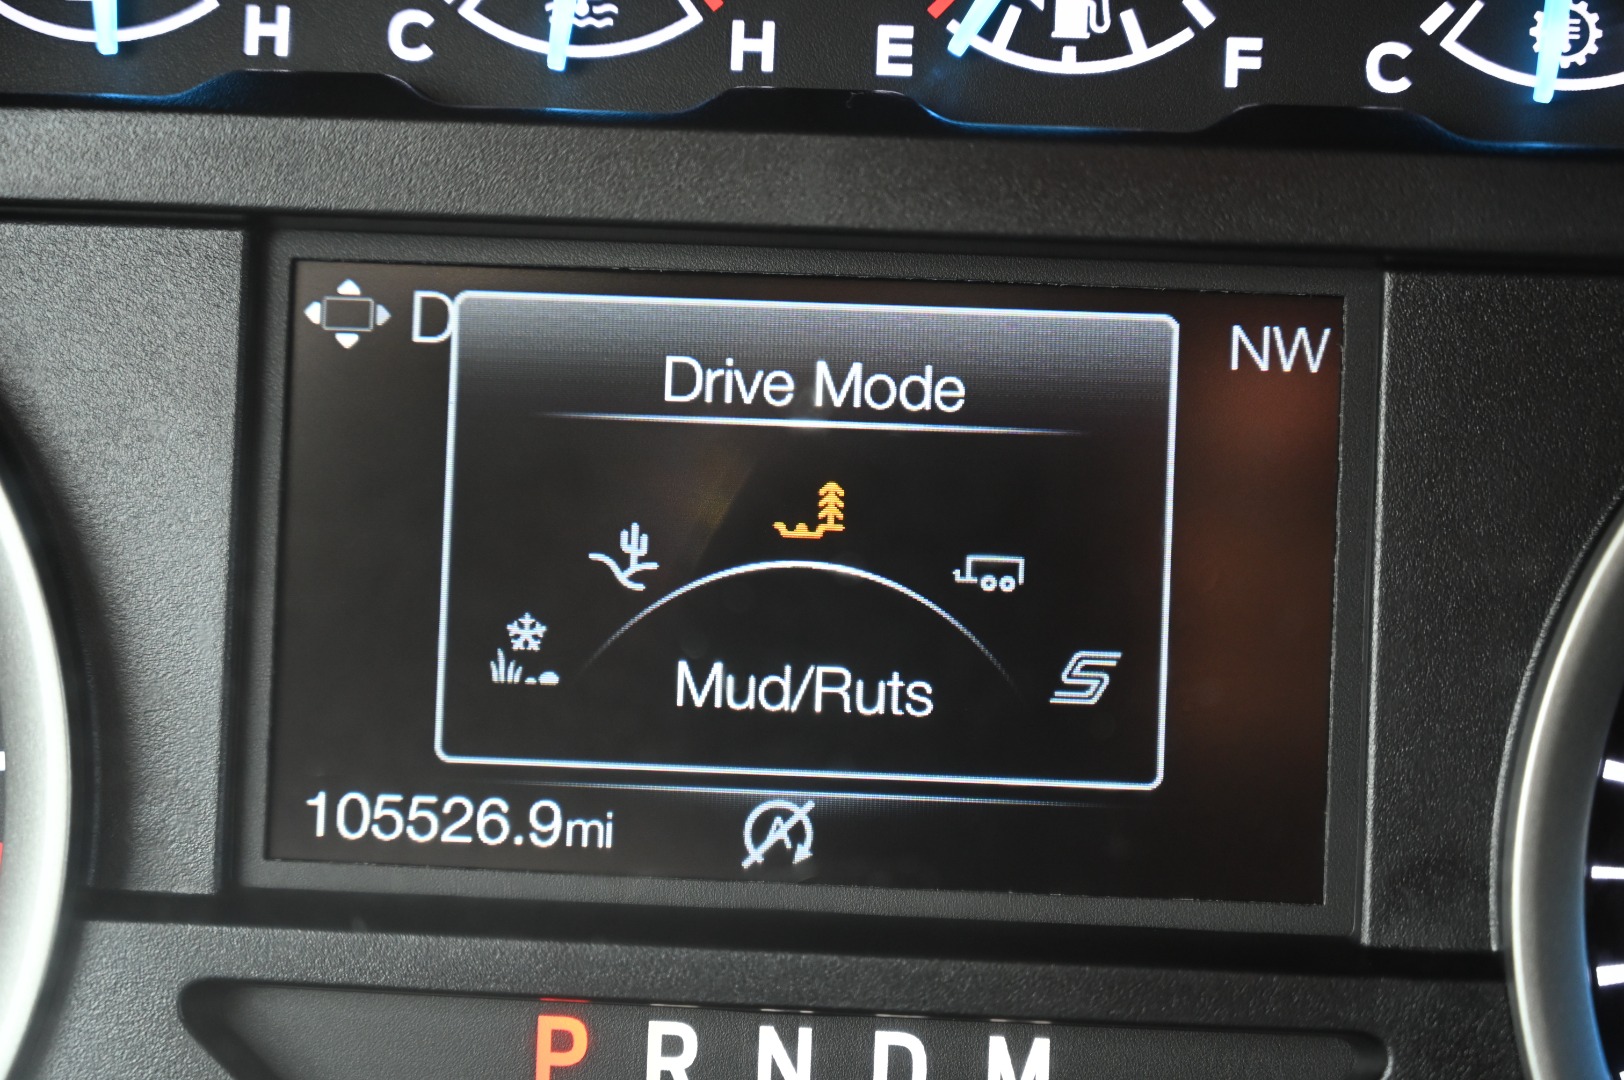 H C H E F C
D
Drive Mode
NW
Mud/Ruts
105526.9mi
A
P R N D M